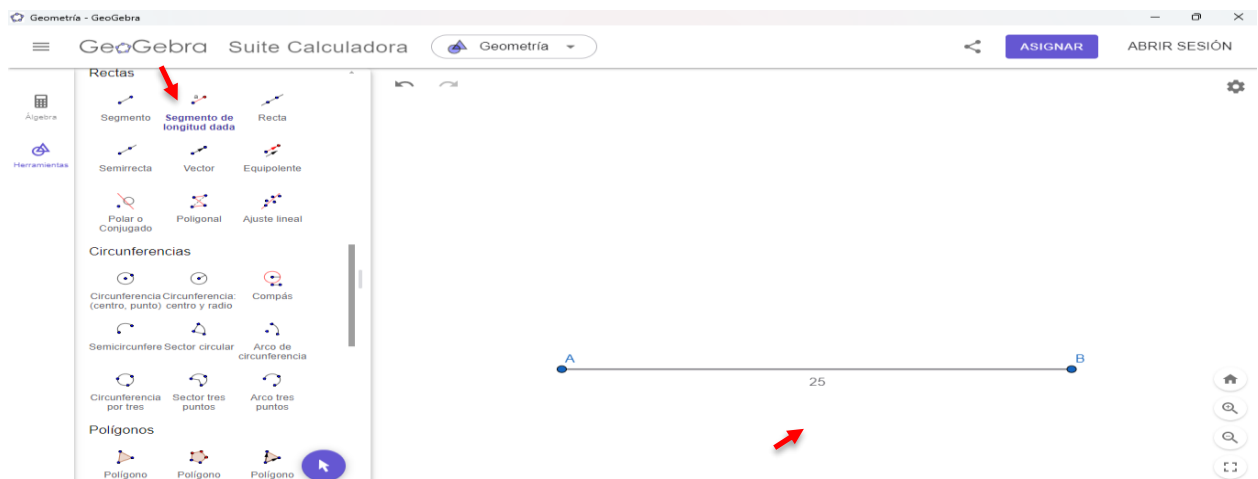 Geometría - GeoGebra
GeoGebra Suite Calculadora
Geometría
ASIGNAR
ABRIR SESIÓN
Álgebra
Herramientas
Rectas
Segmento
Segmento de
longitud dada
Recta
Semirrecta
Vector
Equipolente
Polar o
Conjugado
Poligonal
Ajuste lineal
Circunferencias
Circunferencia
(centro, punto)
Circunferencia:
centro y radio
Compás
Semicircunfere
Sector circular
Arco de
circunferencia
Circunferencia
por tres
Sector tres
puntos
Arco tres
puntos
Polígonos
Polígono
Polígono
Polígono
A
B
25